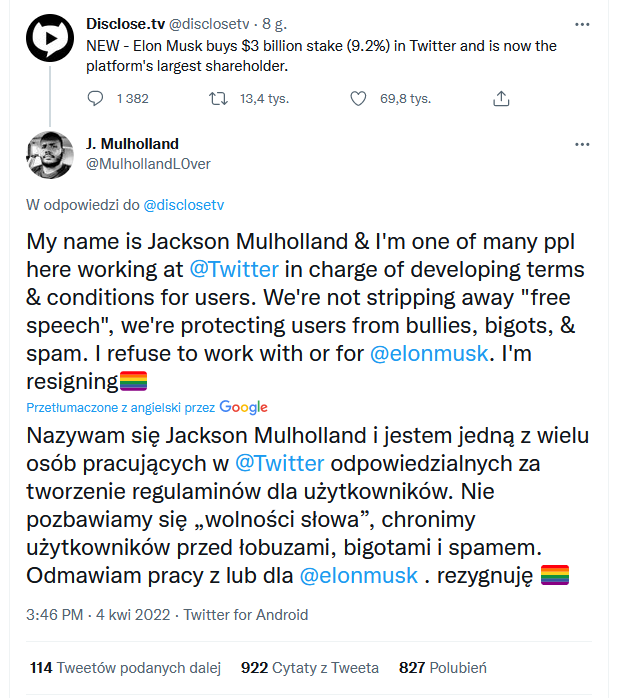 Disclose.tv @disclosetv · 8 g.
NEW - Elon Musk buys $3 billion stake (9.2%) in Twitter and is now the
platform's largest shareholder.
1 382 13,4 tys. 69,8 tys.
J. Mulholland
@MulhollandL0ver
W odpowiedzi do @disclosetv
My name is Jackson Mulholland & I'm one of many ppl
here working at @Twitter in charge of developing terms
& conditions for users. We're not stripping away "free
speech", we're protecting users from bullies, bigots, &
spam. I refuse to work with or for @elonmusk. I'm
resigning🏳️‍🌈
Przetłumaczone z angielski przez Google
Nazywam się Jackson Mulholland i jestem jedną z wielu
osób pracujących w @Twitter odpowiedzialnych za
tworzenie regulaminów dla użytkowników. Nie
pozbawiamy się „wolności słowa”, chronimy
użytkowników przed łobuzami, bigotami i spamem.
Odmawiam pracy z lub dla @elonmusk . rezygnuję 🏳️‍🌈
3:46 PM · 4 kwi 2022 · Twitter for Android
114 Tweetów podanych dalej 922 Cytaty z Tweeta 827 Polubień